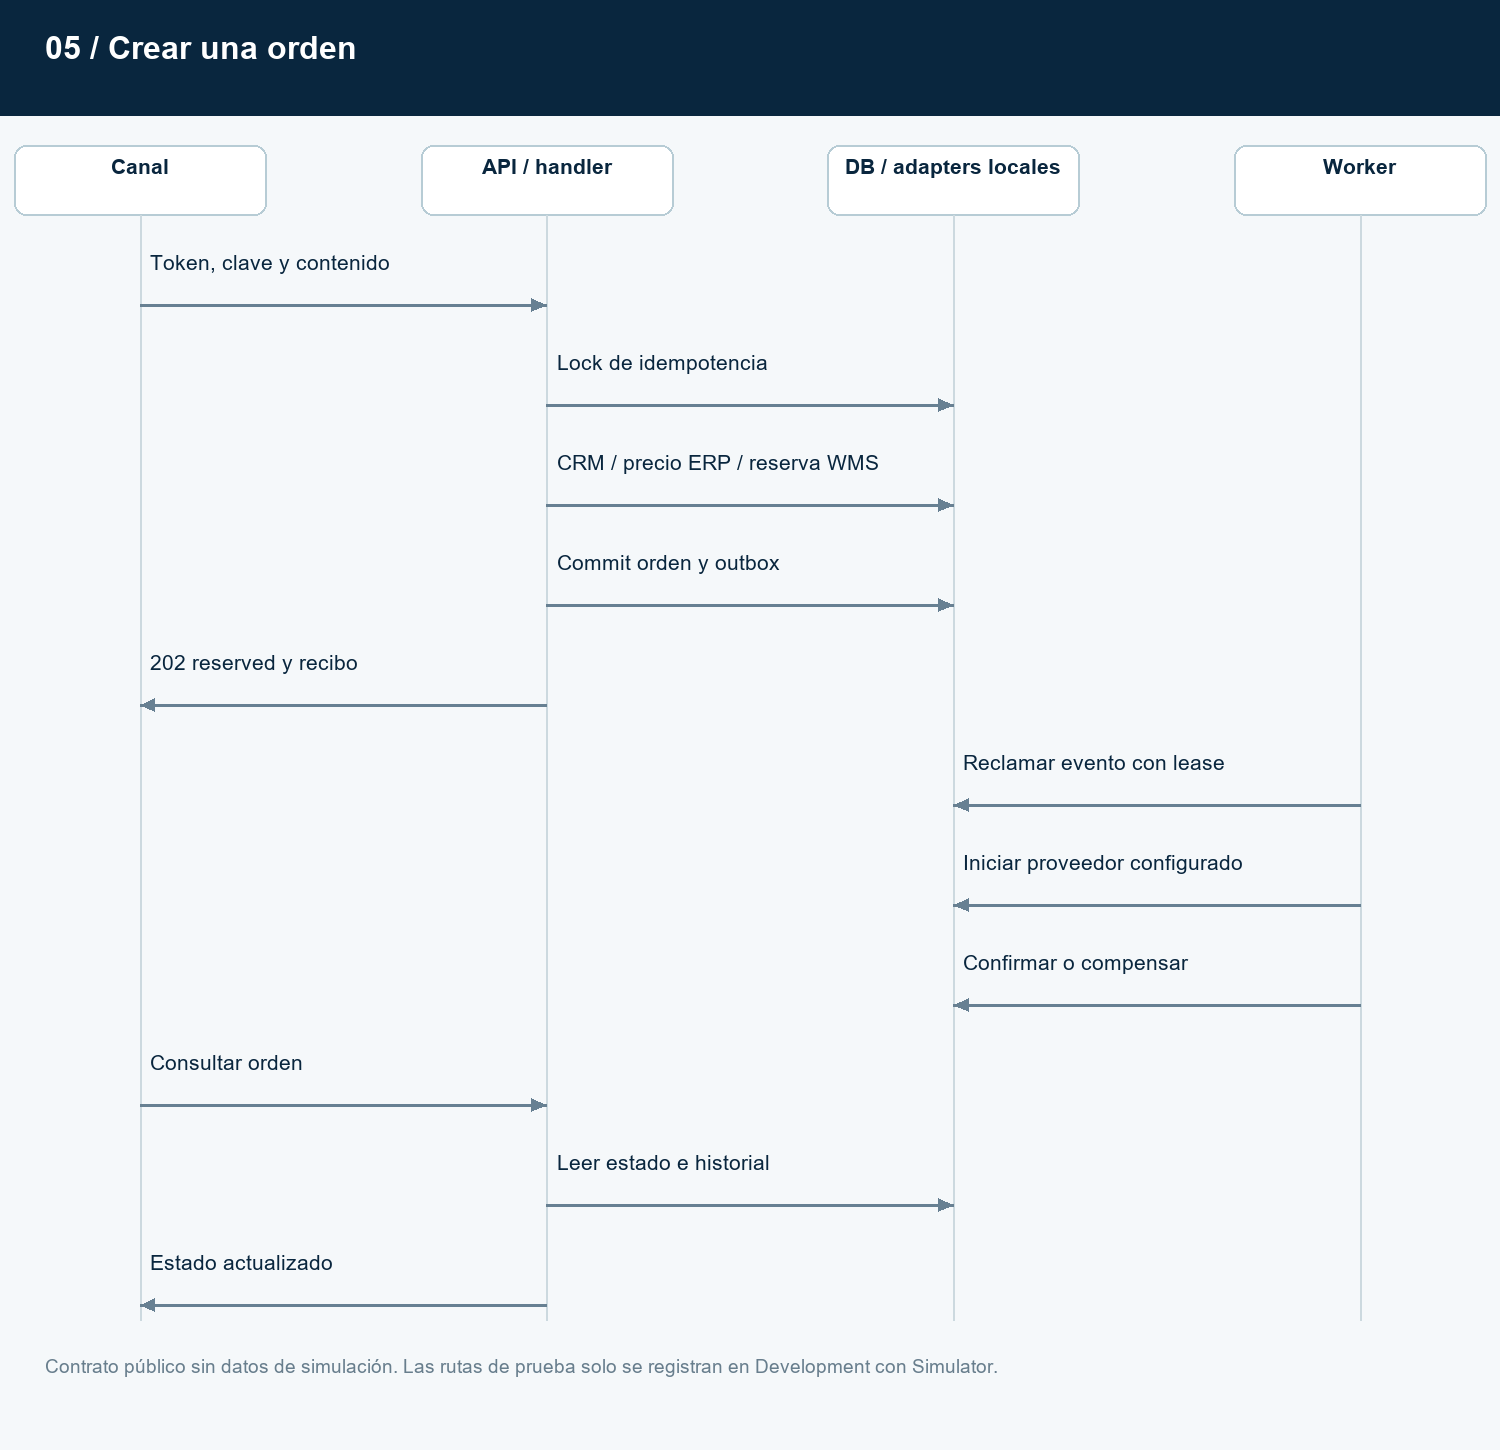 05 / Crear una orden
Canal
API / handler
DB / adapters locales
Worker
Token, clave y contenido
Lock de idempotencia
CRM / precio ERP / reserva WMS
Commit orden y outbox
202 reserved y recibo
Reclamar evento con lease
Iniciar proveedor configurado
Confirmar o compensar
Consultar orden
Leer estado e historial
Estado actualizado
Contrato público sin datos de simulación. Las rutas de prueba solo se registran en Development con Simulator.